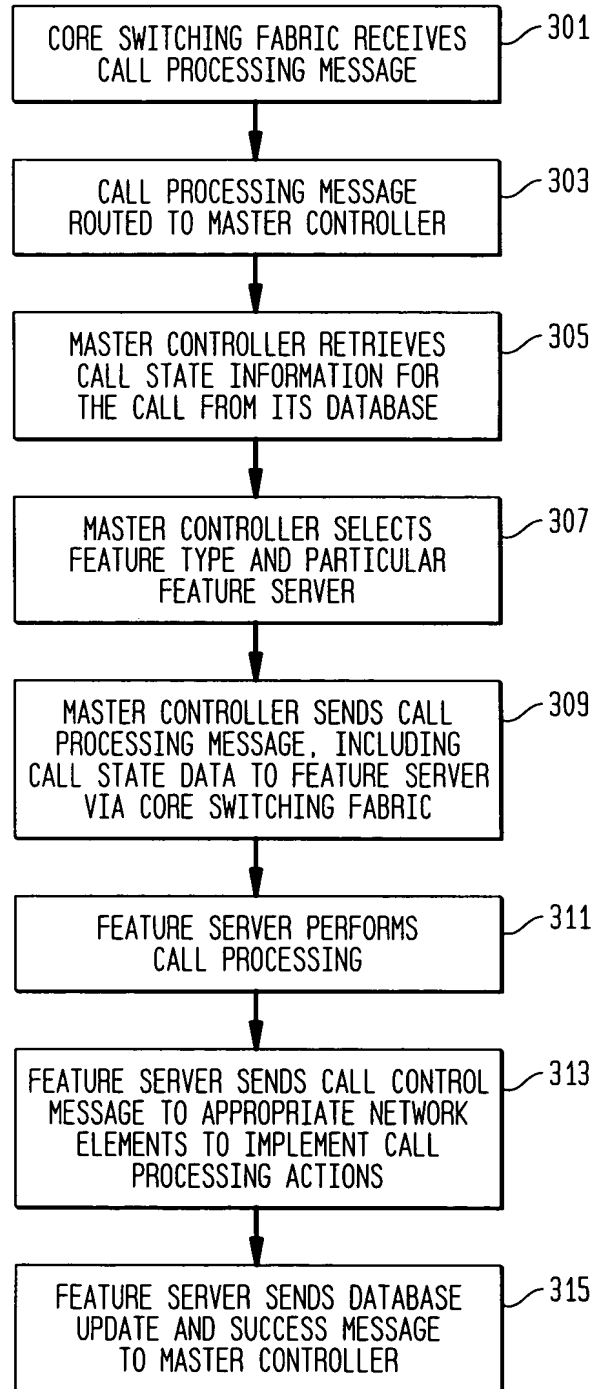 CORE SWITCHING FABRIC RECEIVES
CALL PROCESSING MESSAGE
301
CALL PROCESSING MESSAGE
ROUTED TO MASTER CONTROLLER
303
MASTER CONTROLLER RETRIEVES
CALL STATE INFORMATION FOR
THE CALL FROM ITS DATABASE
305
MASTER CONTROLLER SELECTS
FEATURE TYPE AND PARTICULAR
FEATURE SERVER
307
MASTER CONTROLLER SENDS CALL
PROCESSING MESSAGE, INCLUDING
CALL STATE DATA TO FEATURE SERVER
VIA CORE SWITCHING FABRIC
309
FEATURE SERVER PERFORMS
CALL PROCESSING
311
FEATURE SERVER SENDS CALL CONTROL
MESSAGE TO APPROPRIATE NETWORK
ELEMENTS TO IMPLEMENT CALL
PROCESSING ACTIONS
313
FEATURE SERVER SENDS DATABASE
UPDATE AND SUCCESS MESSAGE
TO MASTER CONTROLLER
315